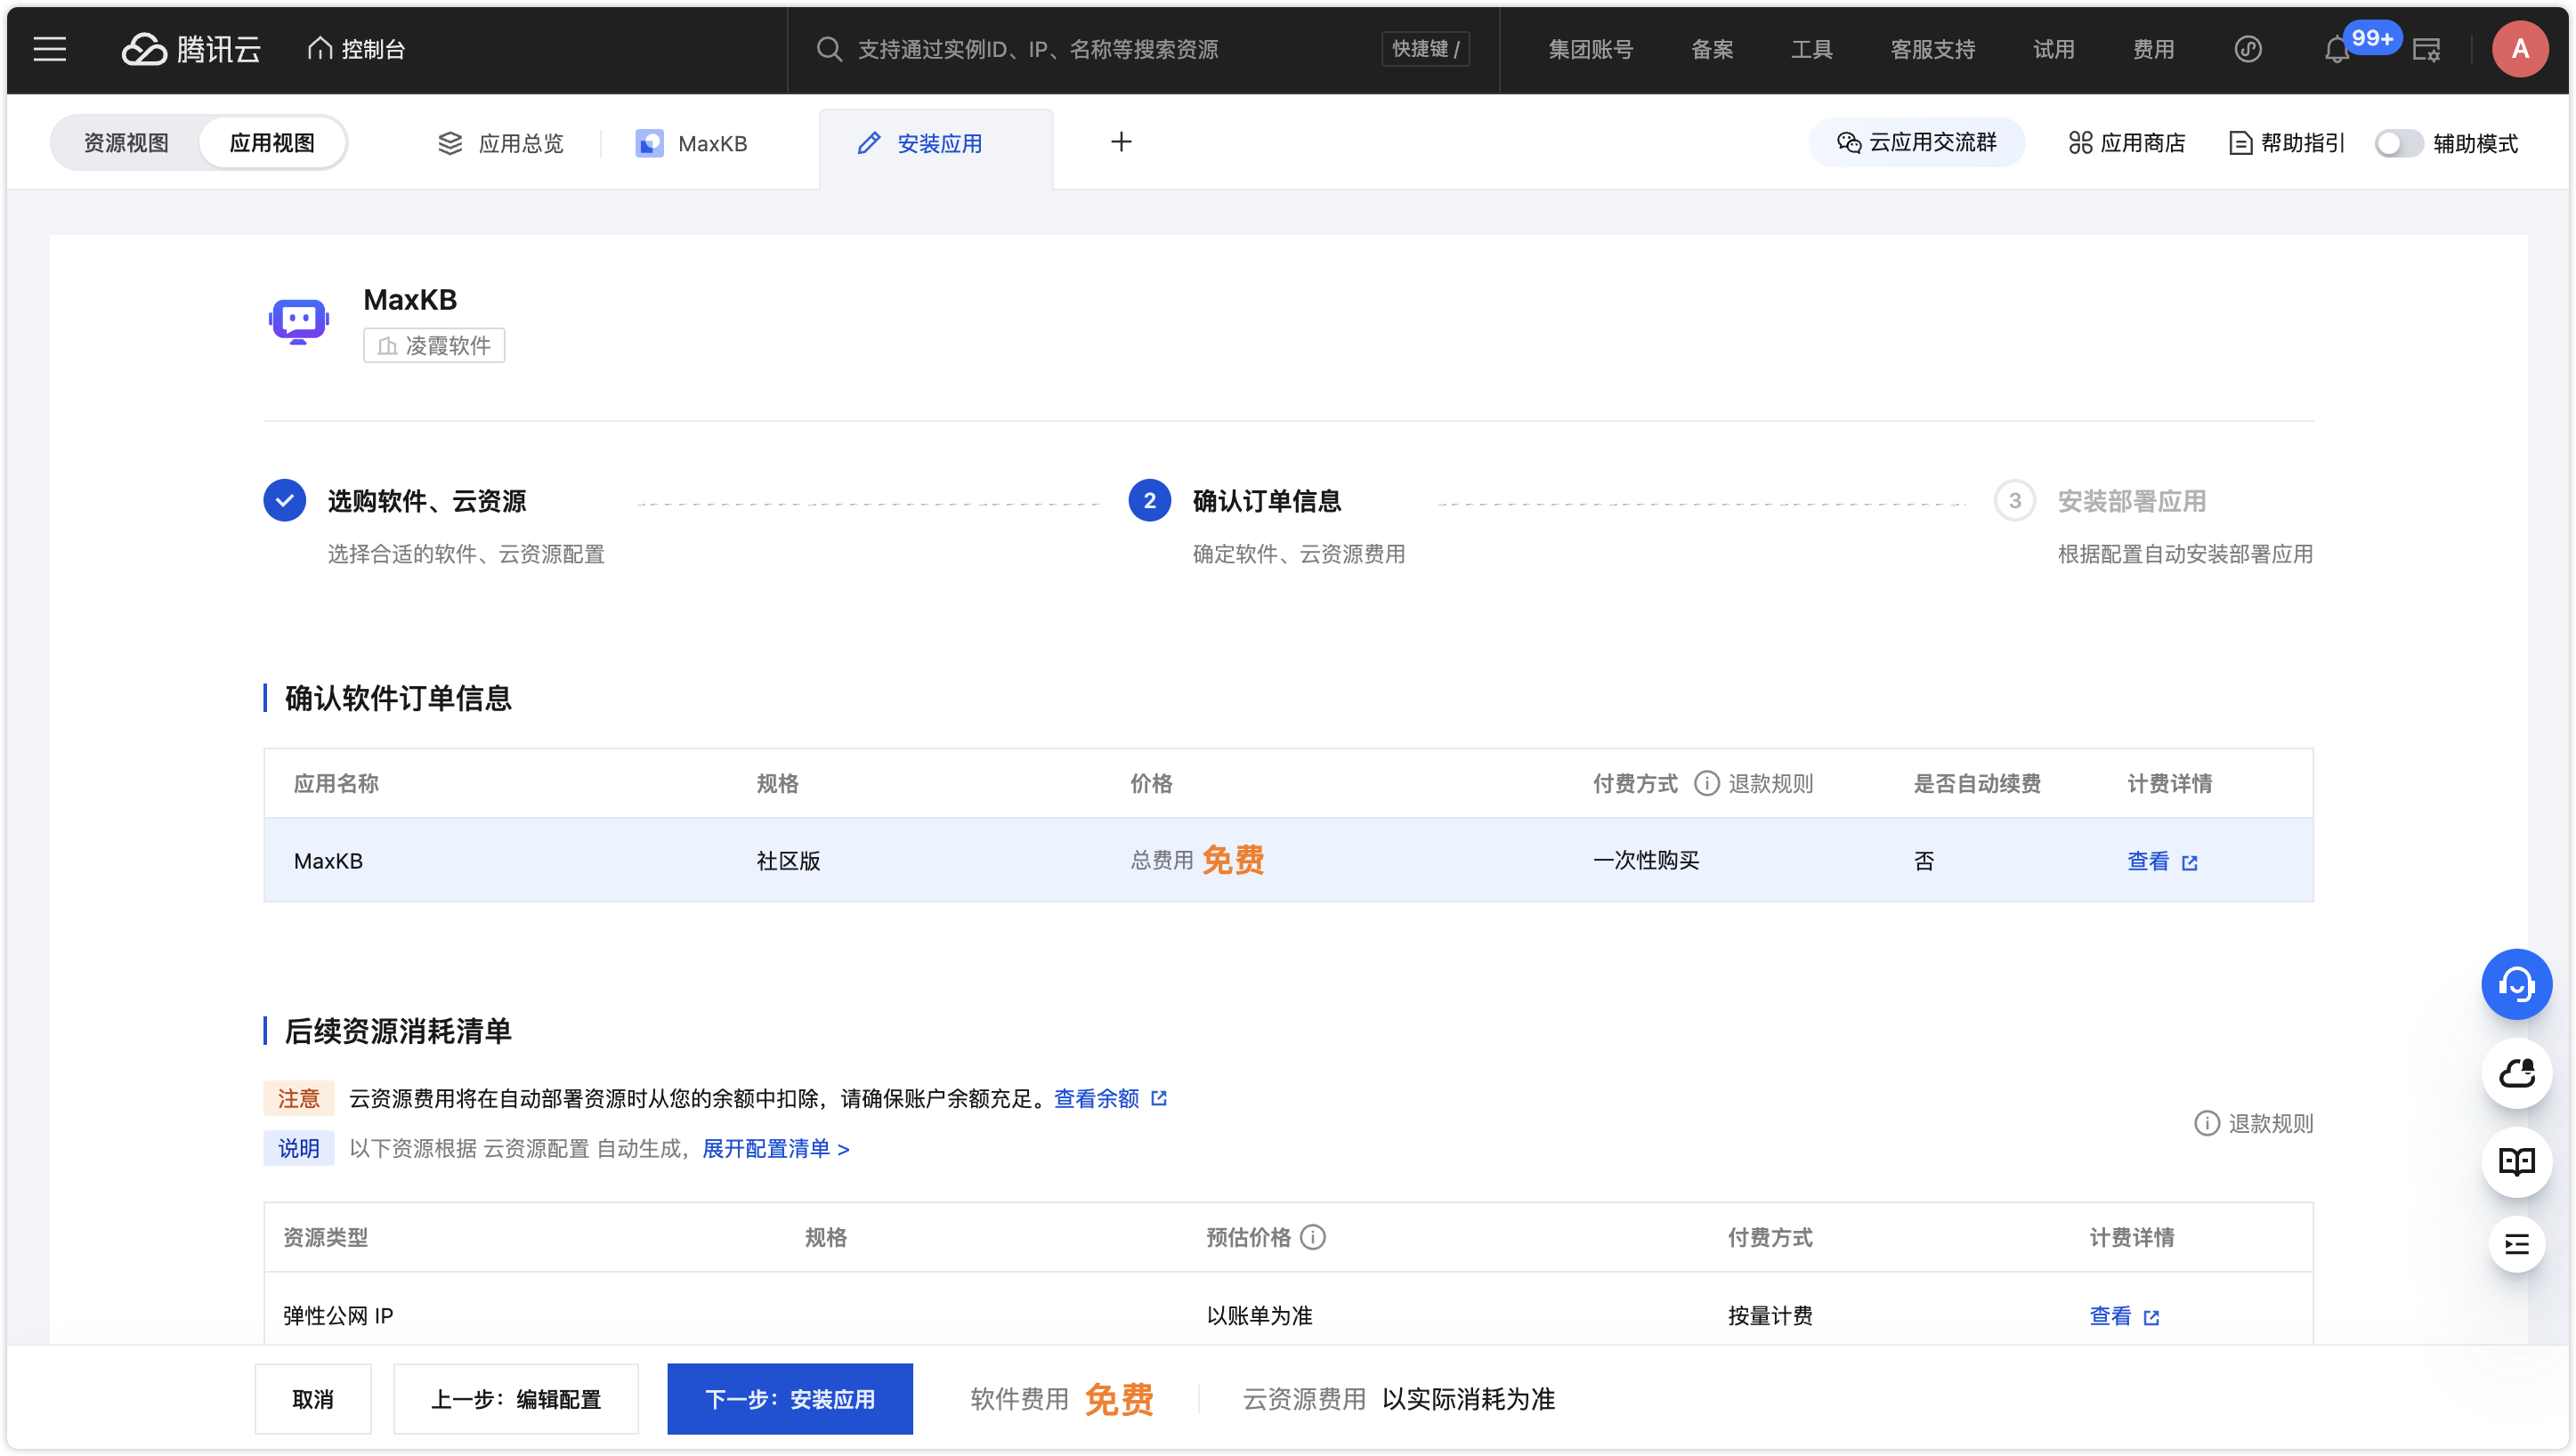 腾讯云 控制台 支持通过实例ID、IP、名称等搜索资源 快捷键 / 集团账号 备案 工具 客服支持 试用 费用 99+ A
资源视图 应用视图 应用总览 MaxKB 安装应用 + 云应用交流群 应用商店 帮助指引 辅助模式
MaxKB
凌霞软件
选购软件、云资源 2 确认订单信息 3 安装部署应用
选择合适的软件、云资源配置 确定软件、云资源费用 根据配置自动安装部署应用
确认软件订单信息
应用名称 规格 价格 付费方式 退款规则 是否自动续费 计费详情
MaxKB 社区版 总费用 免费 一次性购买 否 查看
后续资源消耗清单
注意 云资源费用将在自动部署资源时从您的余额中扣除，请确保账户余额充足。查看余额
退款规则
说明 以下资源根据 云资源配置 自动生成，展开配置清单 >
资源类型 规格 预估价格 付费方式 计费详情
弹性公网 IP 以账单为准 按量计费 查看
取消 上一步：编辑配置 下一步：安装应用 软件费用 免费 云资源费用 以实际消耗为准